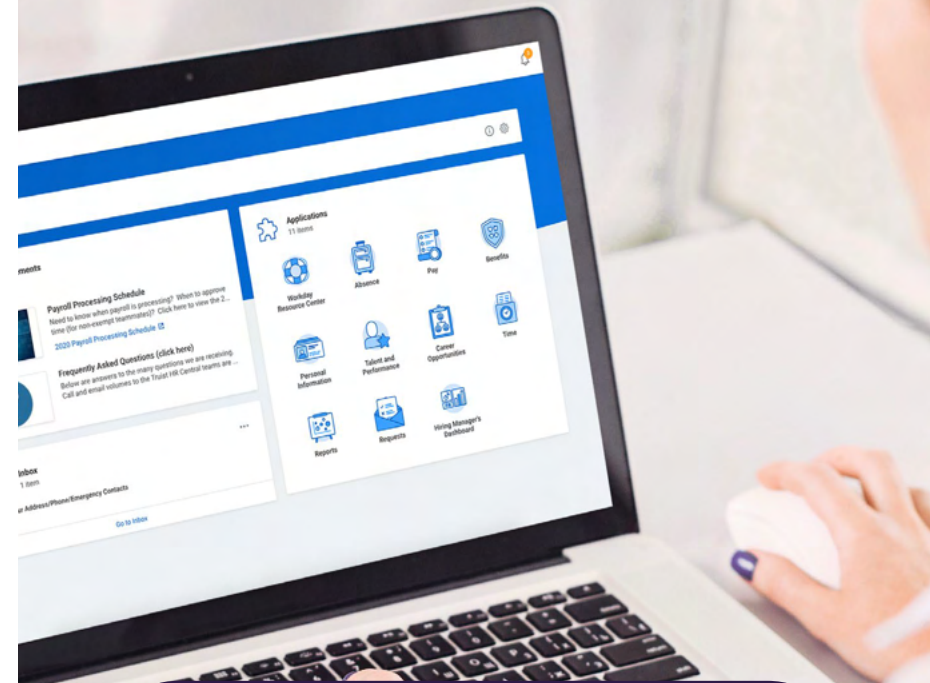 ments
Payroll Processing Schedule
Need to know when payroll is processing? When to approve
time (for non-exempt teammates)? Click here to view the 2...
2020 Payroll Processing Schedule
Frequently Asked Questions (click here)
Below are answers to the many questions we are receiving.
Call and email volumes to the Truist HR Central teams are ...
Inbox
1 item
ur Address/Phone/Emergency Contacts
Go to Inbox
Applications
11 items
Workday
Resource Center
Absence
Pay
Benefits
Personal
Information
Talent and
Performance
Career
Opportunities
Time
Reports
Requests
Hiring Manager's
Dashboard